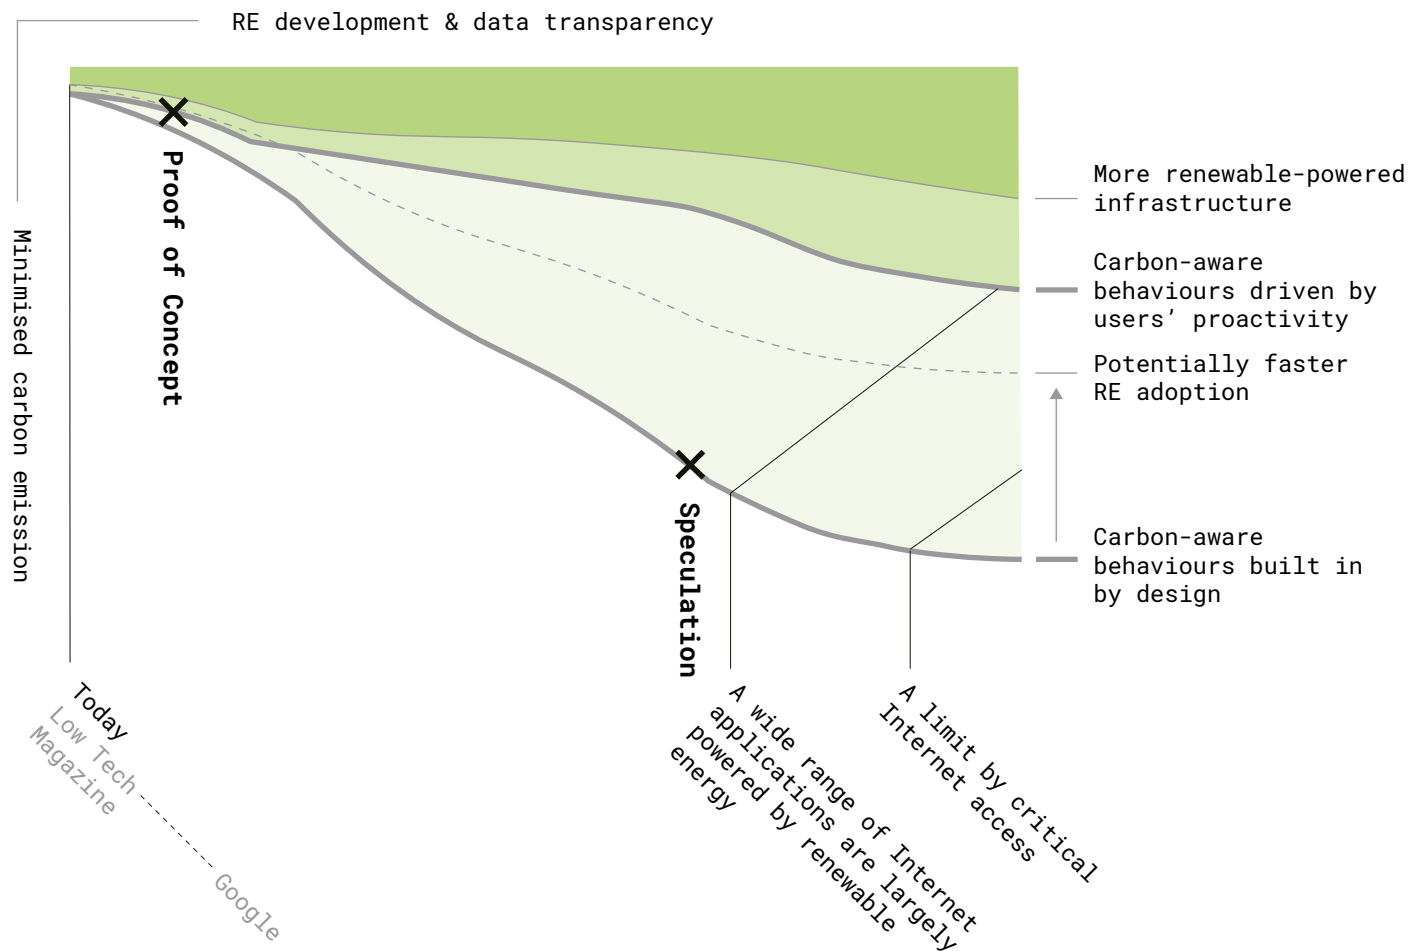 RE development & data transparency
Minimised carbon emission
Proof of Concept
Speculation
More renewable-powered
infrastructure
Carbon-aware
behaviours driven by
users’ proactivity
Potentially faster
RE adoption
Carbon-aware
behaviours built in
by design
Today
Low Tech
Magazine
Google
A wide range of Internet
applications are largely
powered by renewable
energy
A limit by critical
Internet access